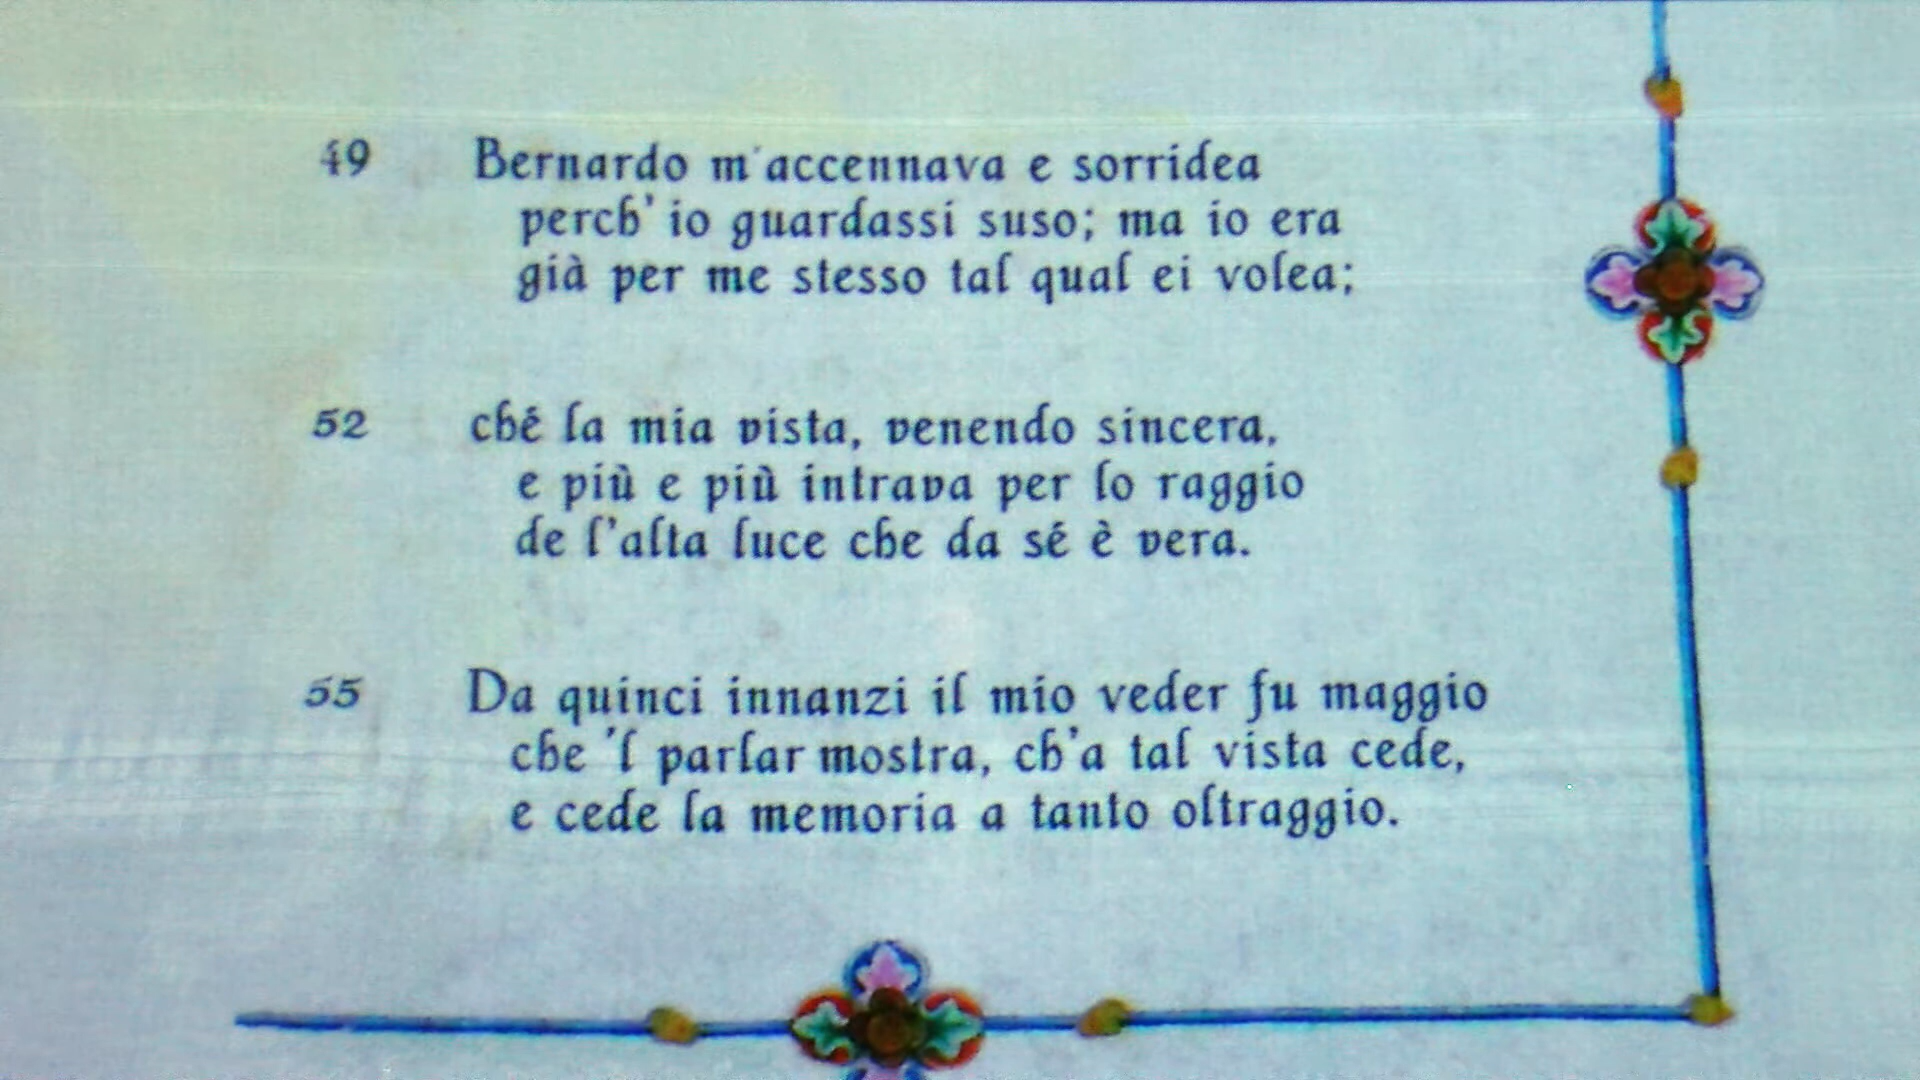 49 Bernardo m'accennava e sorridea
perch' io guardassi suso; ma io era
già per me stesso tal qual ei volea;
52 ché la mia vista, venendo sincera,
e più e più intrava per lo raggio
de l'alta luce che da sé è vera.
55 Da quinci innanzi il mio veder fu maggio
che 'l parlar mostra, ch'a tal vista cede,
e cede la memoria a tanto oltraggio.